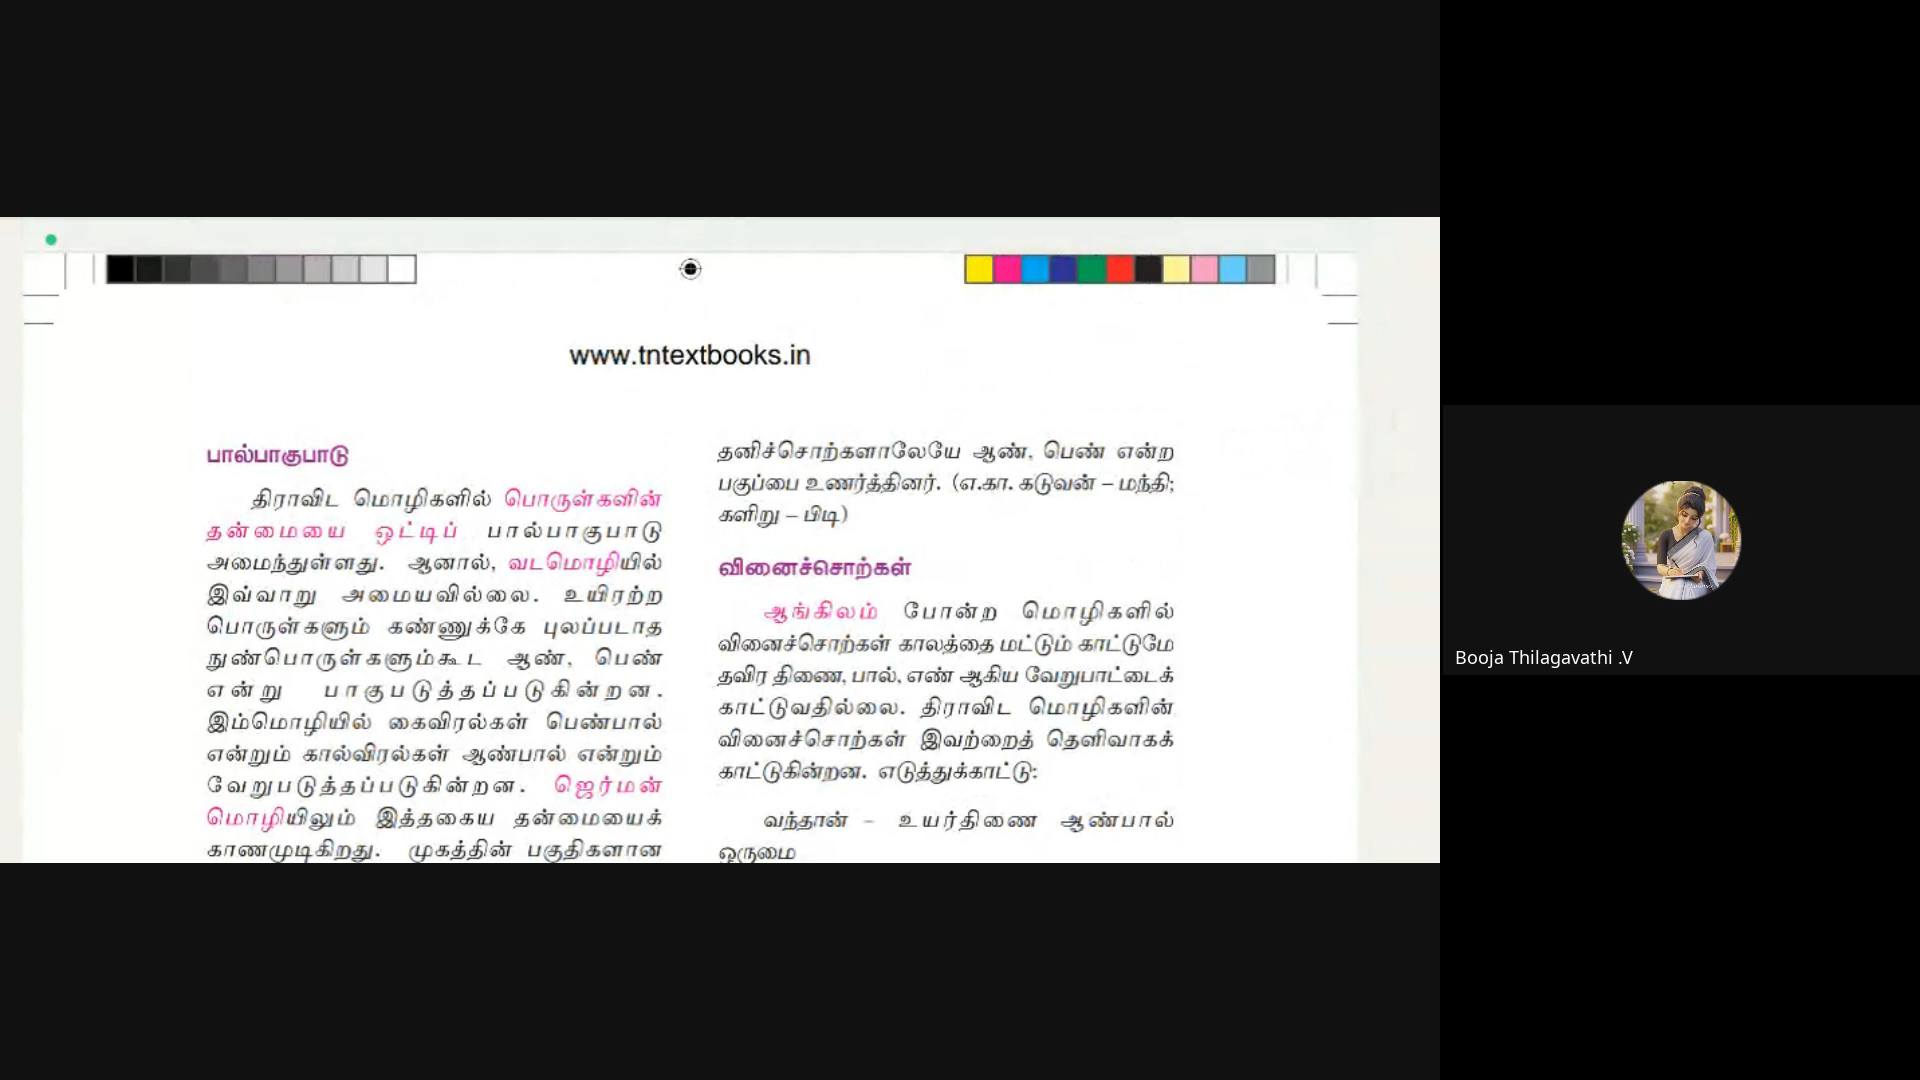 www.tntextbooks.in
பால்பாகுபாடு
திராவிட மொழிகளில் பொருள்களின்
தன்மையை ஒட்டிப் பால்பாகுபாடு
அமைந்துள்ளது. ஆனால், வடமொழியில்
இவ்வாறு அமையவில்லை. உயிரற்ற
பொருள்களும் கண்ணுக்கே புலப்படாத
நுண்பொருள்களும்கூட ஆண், பெண்
என்று பாகுபடுத்தப்படுகின்றன.
இம்மொழியில் கைவிரல்கள் பெண்பால்
என்றும் கால்விரல்கள் ஆண்பால் என்றும்
வேறுபடுத்தப்படுகின்றன. ஜெர்மன்
மொழியிலும் இத்தகைய தன்மையைக்
காணமுடிகிறது. முகத்தின் பகுதிகளான
தனிச்சொற்களாலேயே ஆண், பெண் என்ற
பகுப்பை உணர்த்தினர். (எ.கா. கடுவன் – மந்தி;
களிறு – பிடி)
வினைச்சொற்கள்
ஆங்கிலம் போன்ற மொழிகளில்
வினைச்சொற்கள் காலத்தை மட்டும் காட்டுமே
தவிர திணை, பால், எண் ஆகிய வேறுபாட்டைக்
காட்டுவதில்லை. திராவிட மொழிகளின்
வினைச்சொற்கள் இவற்றைத் தெளிவாகக்
காட்டுகின்றன. எடுத்துக்காட்டு:
வந்தான் – உயர்திணை ஆண்பால்
ஒருமை
Booja Thilagavathi .V